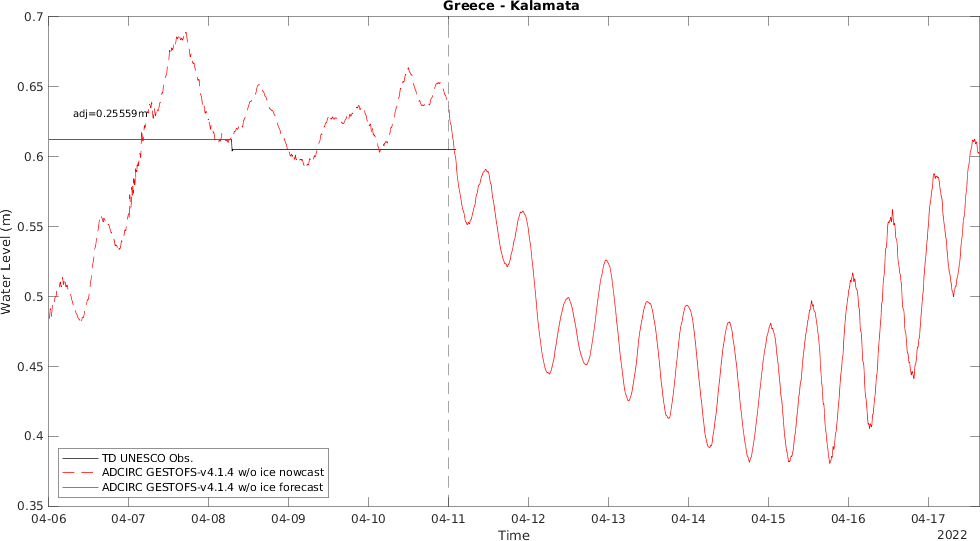 Greece - Kalamata
0.7
0.65
0.6
0.55
0.5
0.45
0.4
0.35
Water Level (m)
adj=0.25559m
TD UNESCO Obs.
ADCIRC GESTOFS-v4.1.4 w/o ice nowcast
ADCIRC GESTOFS-v4.1.4 w/o ice forecast
04-06 04-07 04-08 04-09 04-10 04-11 04-12 04-13 04-14 04-15 04-16 04-17
Time
2022